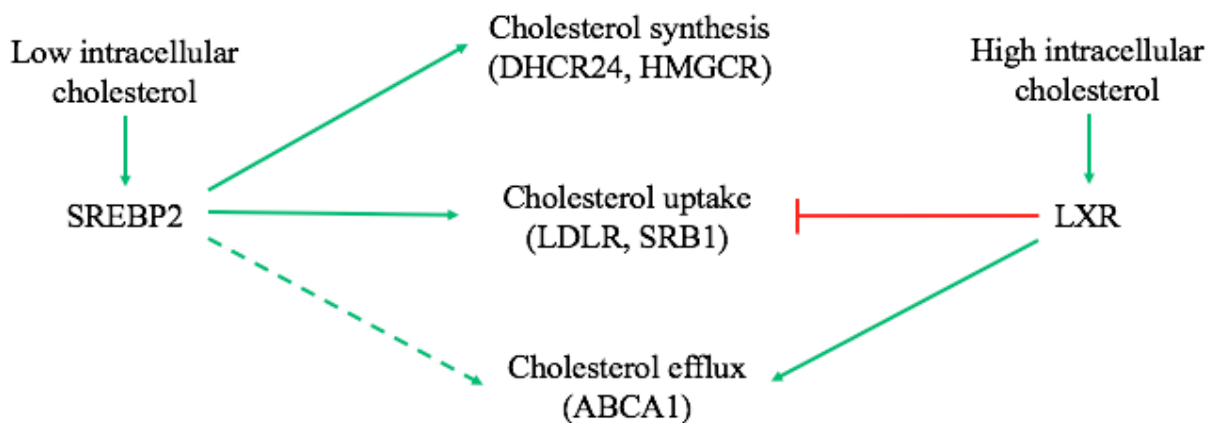 Low intracellular
cholesterol
SREBP2
Cholesterol synthesis
(DHCR24, HMGCR)
Cholesterol uptake
(LDLR, SRB1)
Cholesterol efflux
(ABCA1)
High intracellular
cholesterol
LXR